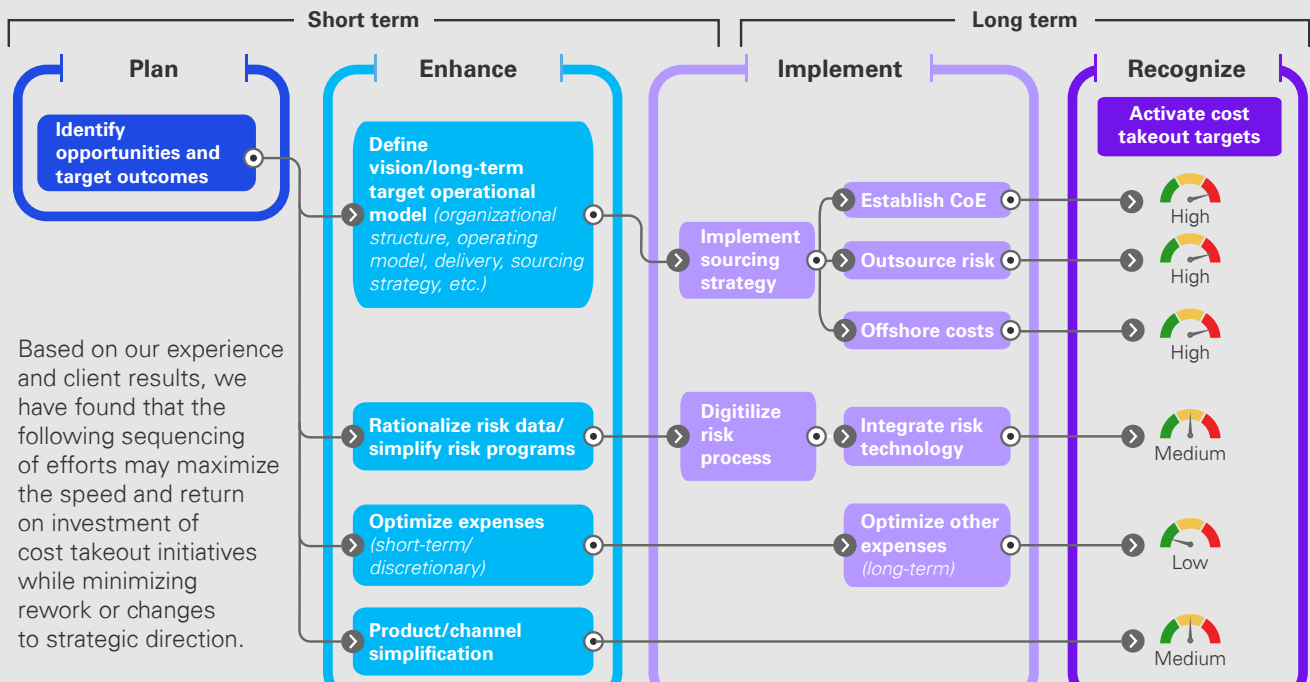 Short term
Long term
Plan
Enhance
Implement
Recognize
Identify
opportunities and
target outcomes
Based on our experience
and client results, we
have found that the
following sequencing
of efforts may maximize
the speed and return
on investment of
cost takeout initiatives
while minimizing
rework or changes
to strategic direction.
Define
vision/long-term
target operational
model (organizational
structure, operating
model, delivery, sourcing
strategy, etc.)
Rationalize risk data/
simplify risk programs
Optimize expenses
(short-term/
discretionary)
Product/channel
simplification
Implement
sourcing
strategy
Establish CoE
Outsource risk
Offshore costs
Digitilize
risk
process
Integrate risk
technology
Optimize other
expenses
(long-term)
Activate cost
takeout targets
High
High
High
Medium
Low
Medium